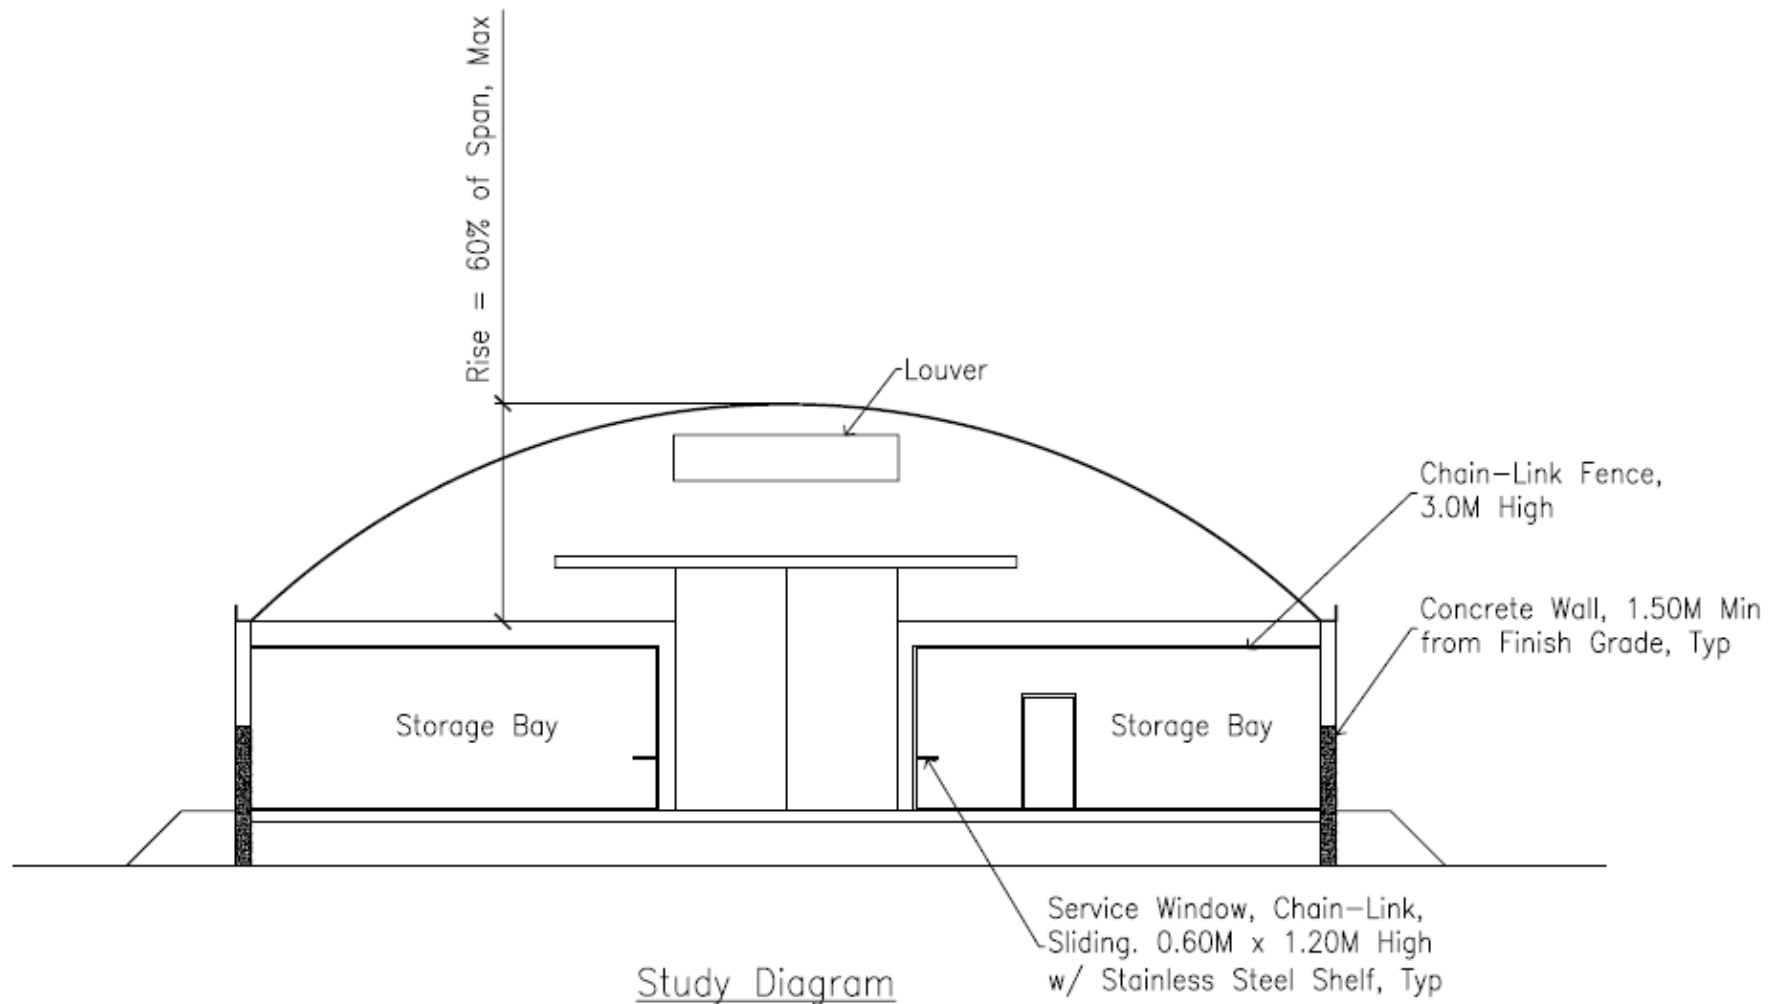 Rise = 60% of Span, Max
Louver
Chain-Link Fence,
3.0M High
Concrete Wall, 1.50M Min
from Finish Grade, Typ
Storage Bay
Storage Bay
Service Window, Chain-Link,
Sliding. 0.60M x 1.20M High
w/ Stainless Steel Shelf, Typ
Study Diagram